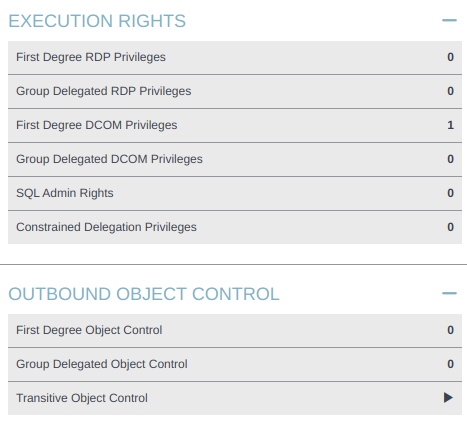 EXECUTION RIGHTS
First Degree RDP Privileges 0
Group Delegated RDP Privileges 0
First Degree DCOM Privileges 1
Group Delegated DCOM Privileges 0
SQL Admin Rights 0
Constrained Delegation Privileges 0
OUTBOUND OBJECT CONTROL
First Degree Object Control 0
Group Delegated Object Control 0
Transitive Object Control